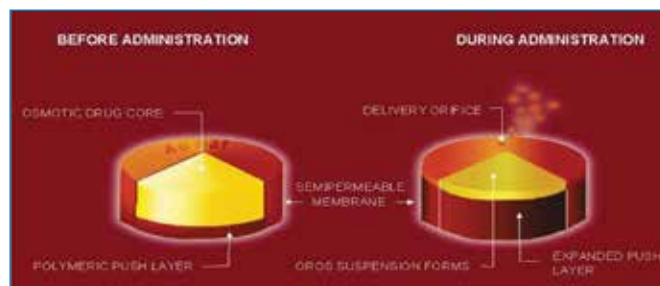 BEFORE ADMINISTRATION
DURING ADMINISTRATION
OSMOTIC DRUG CORE
DELIVERY ORIFICE
SEMIPERMEABLE
MEMBRANE
POLYMERIC PUSH LAYER
OROS SUSPENSION FORMS
EXPANDED PUSH
LAYER